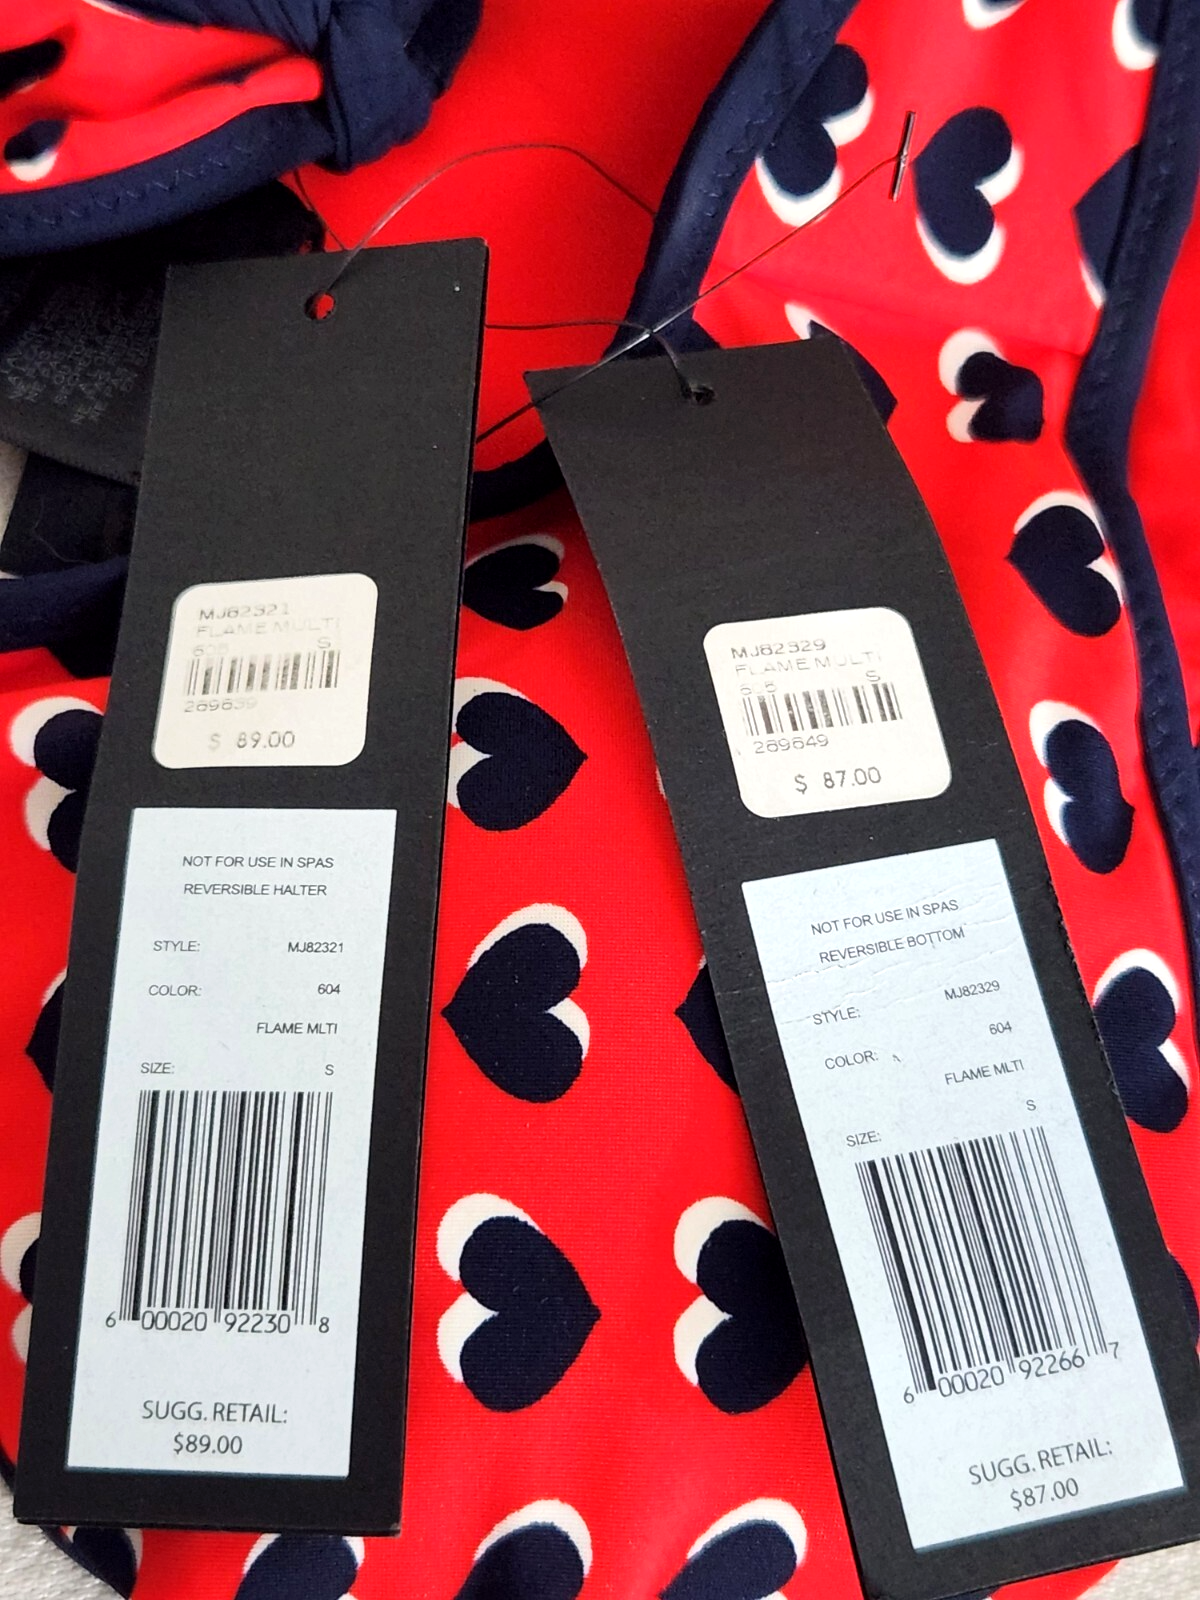 MJ82321
FLAME MULTI
S
$ 89.00
NOT FOR USE IN SPAS
REVERSIBLE HALTER
STYLE: MJ82321
COLOR: 604
FLAME MLTI
SIZE: S
6 00020 92230 8
SUGG. RETAIL:
$89.00
MJ82329
FLAME MULTI
S
289649
$ 87.00
NOT FOR USE IN SPAS
REVERSIBLE BOTTOM
STYLE: MJ82329
COLOR: 604
FLAME MLTI
SIZE: S
6 00020 92266 7
SUGG. RETAIL:
$87.00